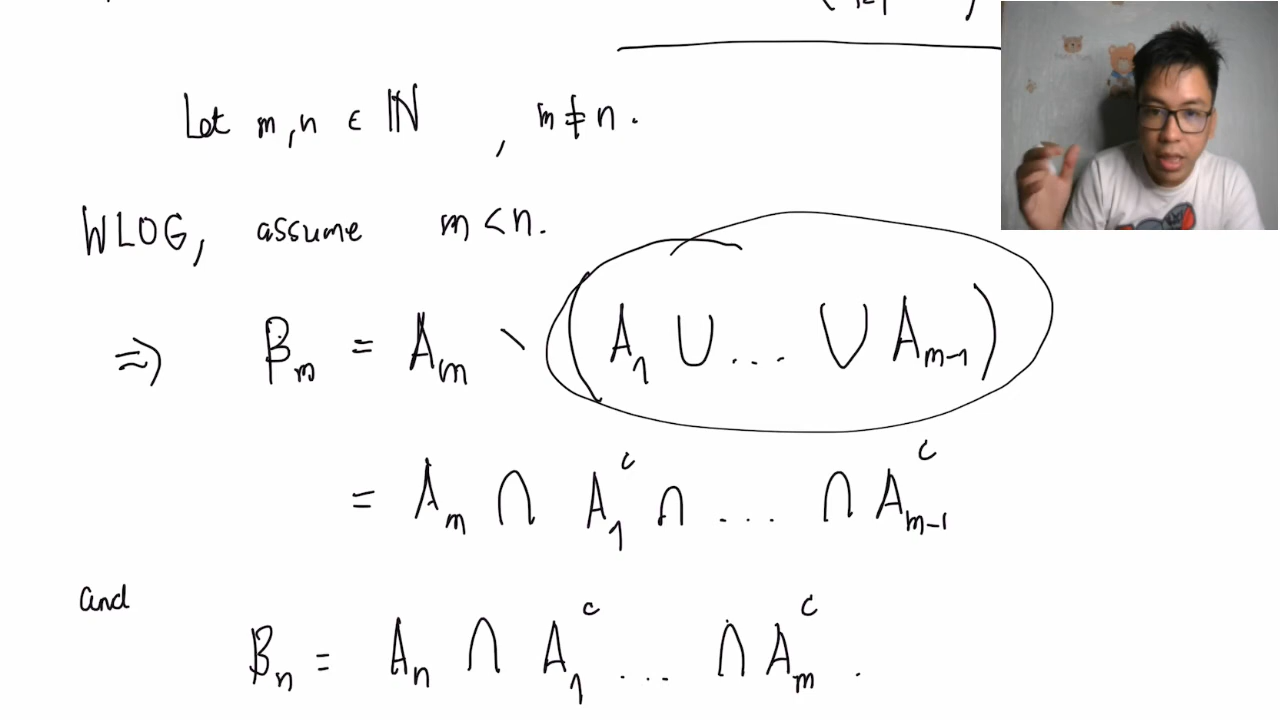 Let m,n ∈ ℕ , m ≠ n.
WLOG, assume m < n.
⇒) B_m = A_m \ (A_1 ∪ ... ∪ A_{m-1})
= A_m ∩ A_1^c ∩ ... ∩ A_{m-1}^c
and
B_n = A_n ∩ A_1^c ... ∩ A_m^c .